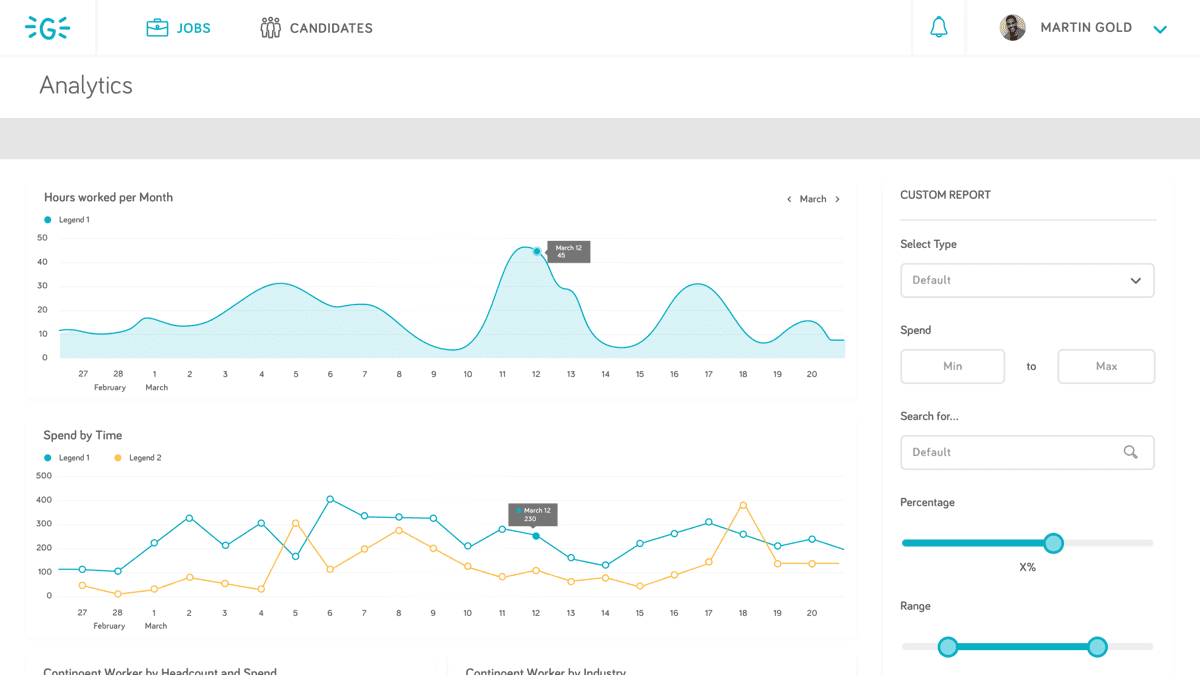 G
JOBS
CANDIDATES
MARTIN GOLD
Analytics
Hours worked per Month
March
Legend 1
50
40
30
20
10
0
March 12
45
27 28 1 2 3 4 5 6 7 8 9 10 11 12 13 14 15 16 17 18 19 20
February March
Spend by Time
Legend 1 Legend 2
500
400
300
200
100
0
March 12
230
27 28 1 2 3 4 5 6 7 8 9 10 11 12 13 14 15 16 17 18 19 20
February March
Contingent Worker by Headcount and Spend
Contingent Worker by Industry
CUSTOM REPORT
Select Type
Default
Spend
Min to Max
Search for...
Default
Percentage
X%
Range